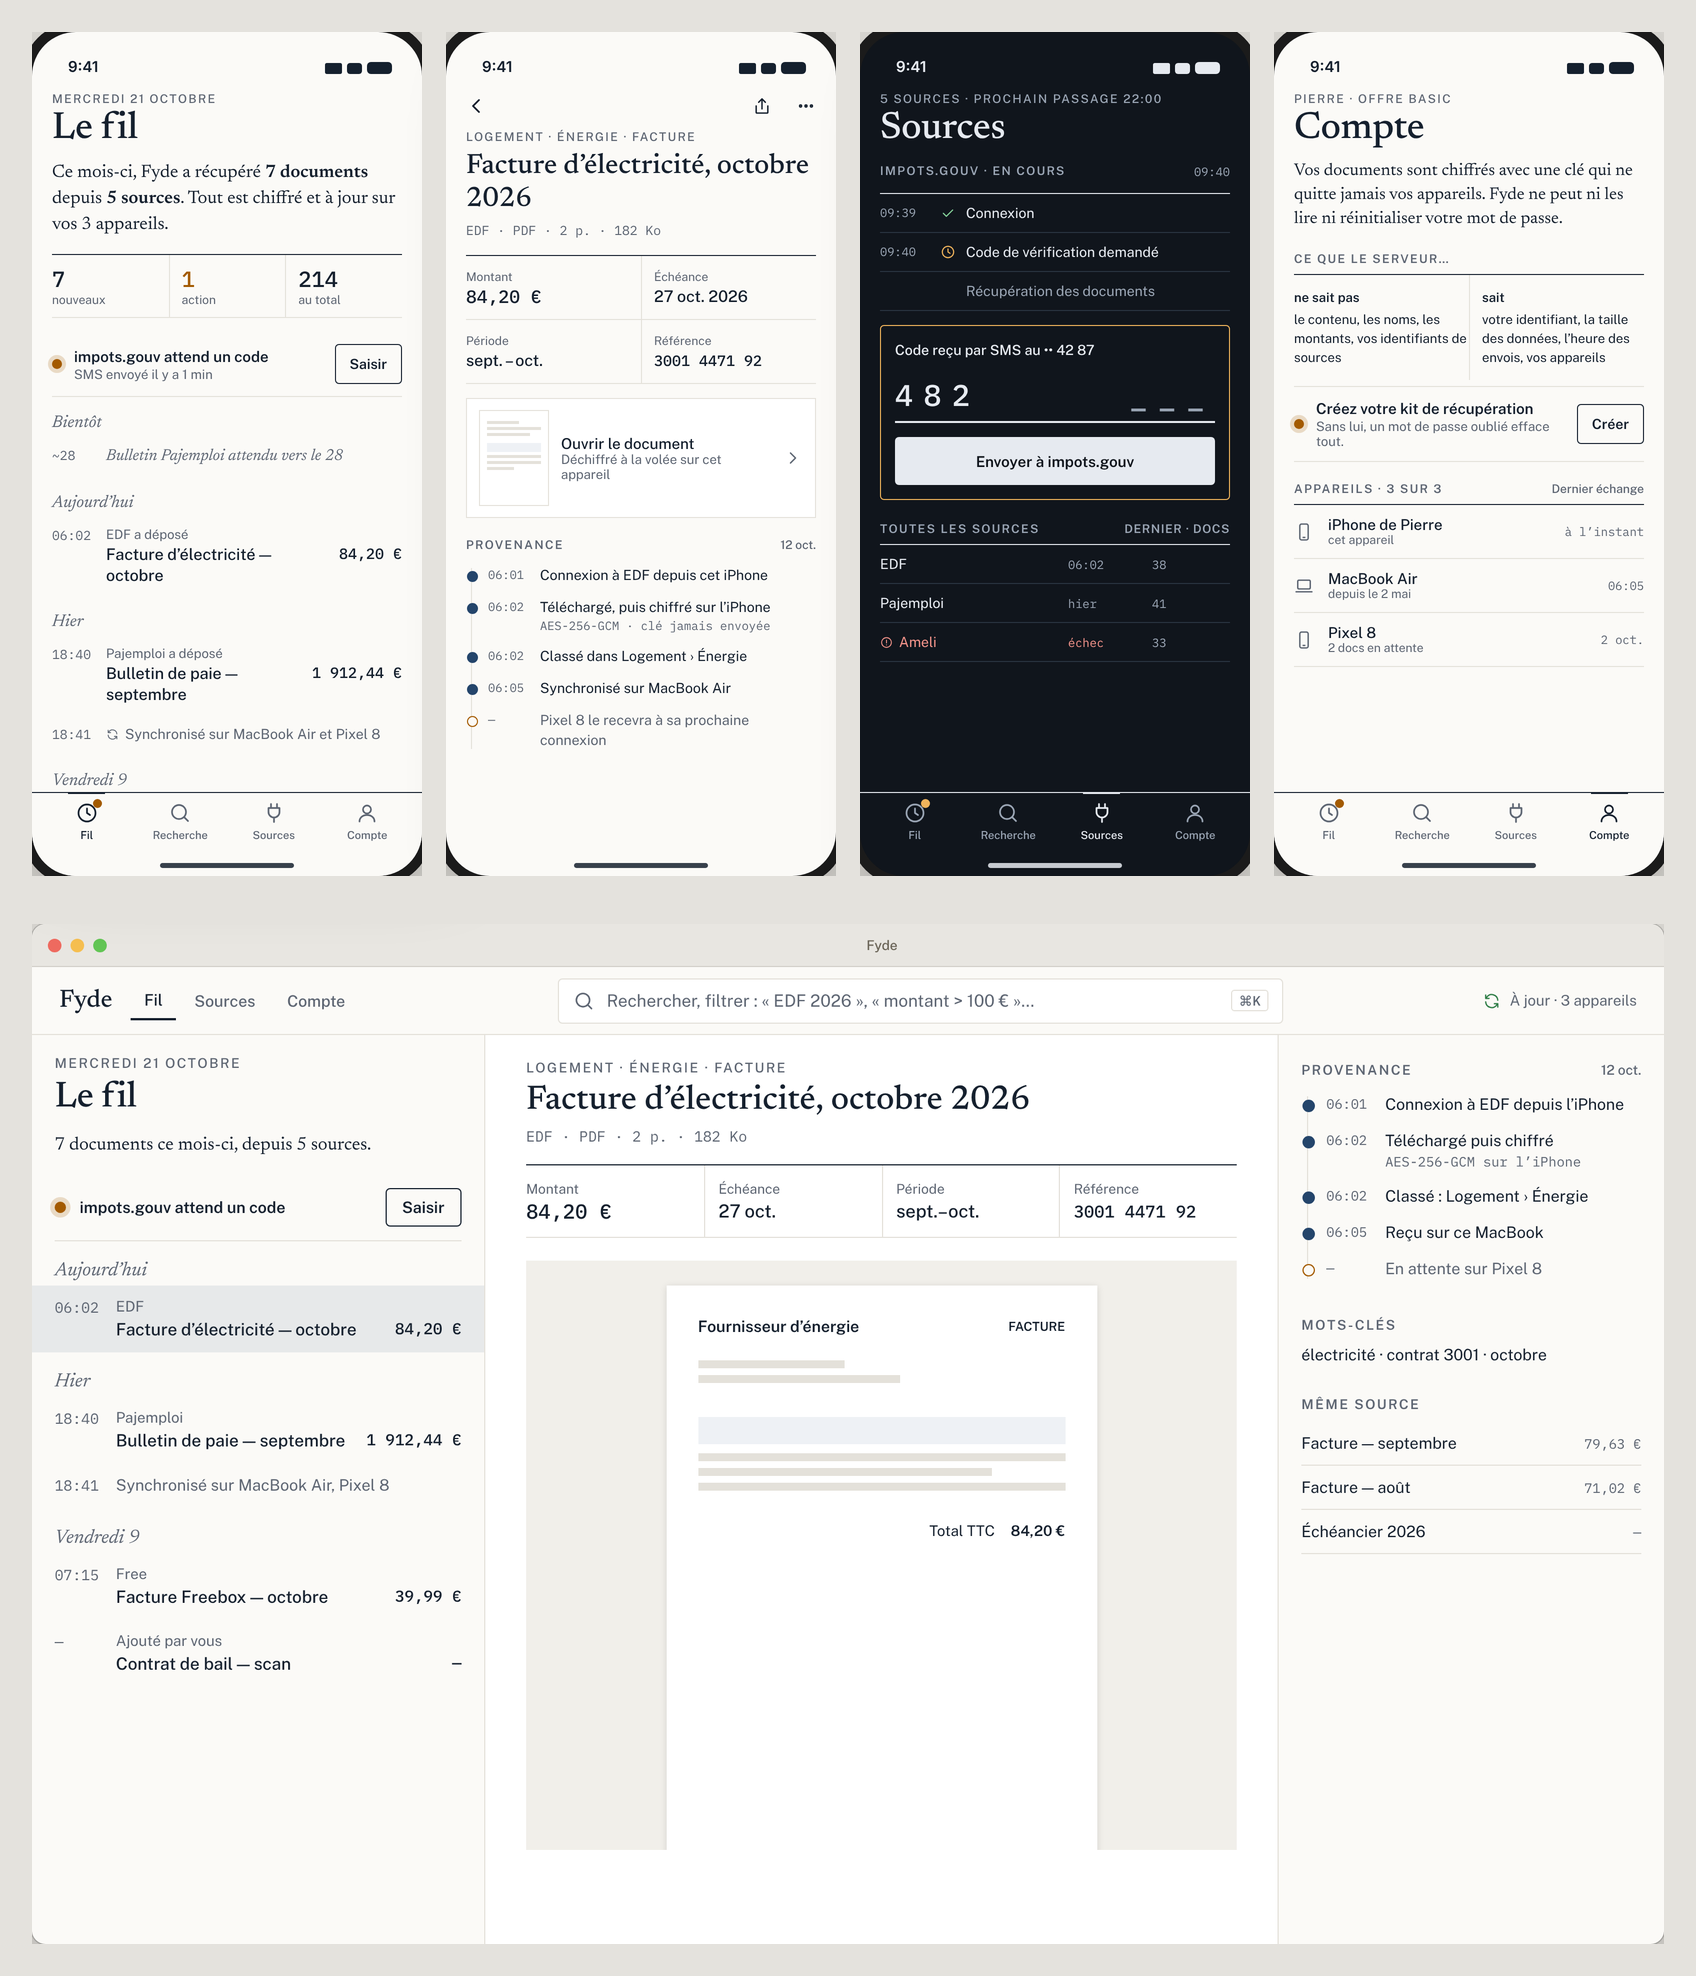 9:41
MERCREDI 21 OCTOBRE
Le fil
Ce mois-ci, Fyde a récupéré 7 documents
depuis 5 sources. Tout est chiffré et à jour sur
vos 3 appareils.
7
nouveaux
1
action
214
au total
impots.gouv attend un code
SMS envoyé il y a 1 min
Saisir
Bientôt
~28 Bulletin Pajemploi attendu vers le 28
Aujourd’hui
06:02 EDF a déposé
Facture d’électricité — 84,20 €
octobre
Hier
18:40 Pajemploi a déposé
Bulletin de paie — 1 912,44 €
septembre
18:41 Synchronisé sur MacBook Air et Pixel 8
Vendredi 9
Fil Recherche Sources Compte
9:41
LOGEMENT · ÉNERGIE · FACTURE
Facture d’électricité, octobre
2026
EDF · PDF · 2 p. · 182 Ko
Montant
84,20 €
Échéance
27 oct. 2026
Période
sept. – oct.
Référence
3001 4471 92
Ouvrir le document
Déchiffré à la volée sur cet
appareil
PROVENANCE 12 oct.
06:01 Connexion à EDF depuis cet iPhone
06:02 Téléchargé, puis chiffré sur l’iPhone
AES-256-GCM · clé jamais envoyée
06:02 Classé dans Logement › Énergie
06:05 Synchronisé sur MacBook Air
— Pixel 8 le recevra à sa prochaine
connexion
9:41
5 SOURCES · PROCHAIN PASSAGE 22:00
Sources
IMPOTS.GOUV · EN COURS 09:40
09:39 Connexion
09:40 Code de vérification demandé
Récupération des documents
Code reçu par SMS au •• 42 87
482 _ _ _
Envoyer à impots.gouv
TOUTES LES SOURCES DERNIER · DOCS
EDF 06:02 38
Pajemploi hier 41
Ameli échec 33
Fil Recherche Sources Compte
9:41
PIERRE · OFFRE BASIC
Compte
Vos documents sont chiffrés avec une clé qui ne
quitte jamais vos appareils. Fyde ne peut ni les
lire ni réinitialiser votre mot de passe.
CE QUE LE SERVEUR…
ne sait pas
le contenu, les noms, les
montants, vos identifiants de
sources
sait
votre identifiant, la taille
des données, l’heure des
envois, vos appareils
Créez votre kit de récupération
Sans lui, un mot de passe oublié efface
tout.
Créer
APPAREILS · 3 SUR 3 Dernier échange
iPhone de Pierre à l’instant
cet appareil
MacBook Air 06:05
depuis le 2 mai
Pixel 8 2 oct.
2 docs en attente
Fil Recherche Sources Compte
Fyde
Fyde Fil Sources Compte
Rechercher, filtrer : « EDF 2026 », « montant > 100 € »… ⌘K
À jour · 3 appareils
MERCREDI 21 OCTOBRE
Le fil
7 documents ce mois-ci, depuis 5 sources.
impots.gouv attend un code Saisir
Aujourd’hui
06:02 EDF
Facture d’électricité — octobre 84,20 €
Hier
18:40 Pajemploi
Bulletin de paie — septembre 1 912,44 €
18:41 Synchronisé sur MacBook Air, Pixel 8
Vendredi 9
07:15 Free
Facture Freebox — octobre 39,99 €
— Ajouté par vous
Contrat de bail — scan —
LOGEMENT · ÉNERGIE · FACTURE
Facture d’électricité, octobre 2026
EDF · PDF · 2 p. · 182 Ko
Montant
84,20 €
Échéance
27 oct.
Période
sept.–oct.
Référence
3001 4471 92
Fournisseur d’énergie FACTURE
Total TTC 84,20 €
PROVENANCE 12 oct.
06:01 Connexion à EDF depuis l’iPhone
06:02 Téléchargé puis chiffré
AES-256-GCM sur l’iPhone
06:02 Classé : Logement › Énergie
06:05 Reçu sur ce MacBook
— En attente sur Pixel 8
MOTS-CLÉS
électricité · contrat 3001 · octobre
MÊME SOURCE
Facture — septembre 79,63 €
Facture — août 71,02 €
Échéancier 2026 —